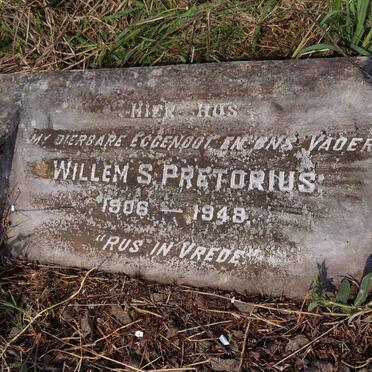 HIER RUS
MY DIERBARE EGGENOOT EN ONS VADER
WILLEM S. PRETORIUS
1906 — 1948
"RUS IN VREDE"